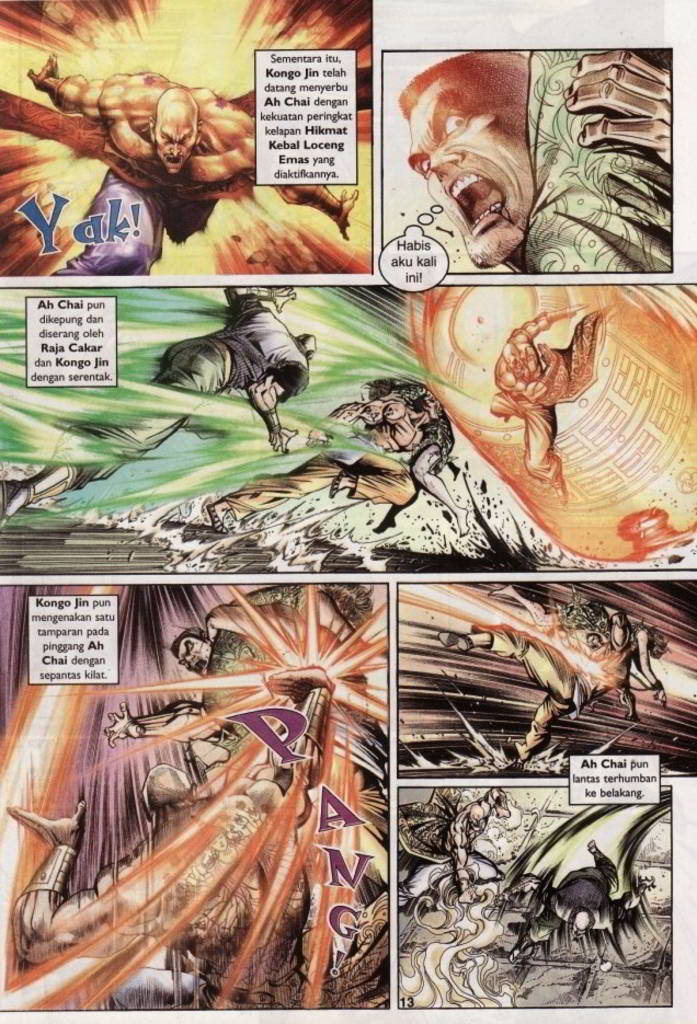 Sementara itu,
Kongo Jin telah
datang menyerbu
Ah Chai dengan
kekuatan peringkat
kelapan Hikmat
Kebal Loceng
Emas yang
diaktifkannya.
Yak!
Habis
aku kali
ini!
Ah Chai pun
dikepung dan
diserang oleh
Raja Cakar
dan Kongo Jin
dengan serentak.
Kongo Jin pun
mengenakan satu
tamparan pada
pinggang Ah
Chai dengan
sepantas kilat.
PANG!
Ah Chai pun
lantas terhumban
ke belakang.
13